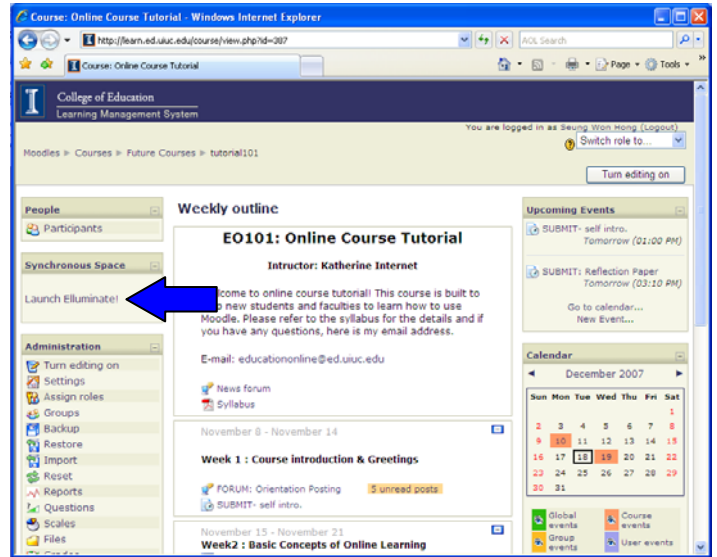 Course: Online Course Tutorial - Windows Internet Explorer
http://learn.ed.uiuc.edu/course/view.php?id=387
AOL Search
Course: Online Course Tutorial
Page
Tools
College of Education
Learning Management System
You are logged in as Seung Won Hong (Logout)
Moodles ► Courses ► Future Courses ► tutorial101
Switch role to...
Turn editing on
People
Participants
Synchronous Space
Launch Elluminate!
Administration
Turn editing on
Settings
Assign roles
Groups
Backup
Restore
Import
Reset
Reports
Questions
Scales
Files
Weekly outline
EO101: Online Course Tutorial
Instructor: Katherine Internet
come to online course tutorial! This course is built to
new students and faculties to learn how to use
Moodle. Please refer to the syllabus for the details and if
you have any questions, here is my email address.
E-mail: educationonline@ed.uiuc.edu
News forum
Syllabus
November 8 - November 14
Week 1 : Course introduction & Greetings
FORUM: Orientation Posting 5 unread posts
SUBMIT- self intro.
November 15 - November 21
Week2 : Basic Concepts of Online Learning
Upcoming Events
SUBMIT- self intro.
Tomorrow (01:00 PM)
SUBMIT: Reflection Paper
Tomorrow (03:10 PM)
Go to calendar...
New Event...
Calendar
◄ December 2007 ►
Sun Mon Tue Wed Thu Fri Sat
1
2 3 4 5 6 7 8
9 10 11 12 13 14 15
16 17 18 19 20 21 22
23 24 25 26 27 28 29
30 31
Global events
Course events
Group events
User events